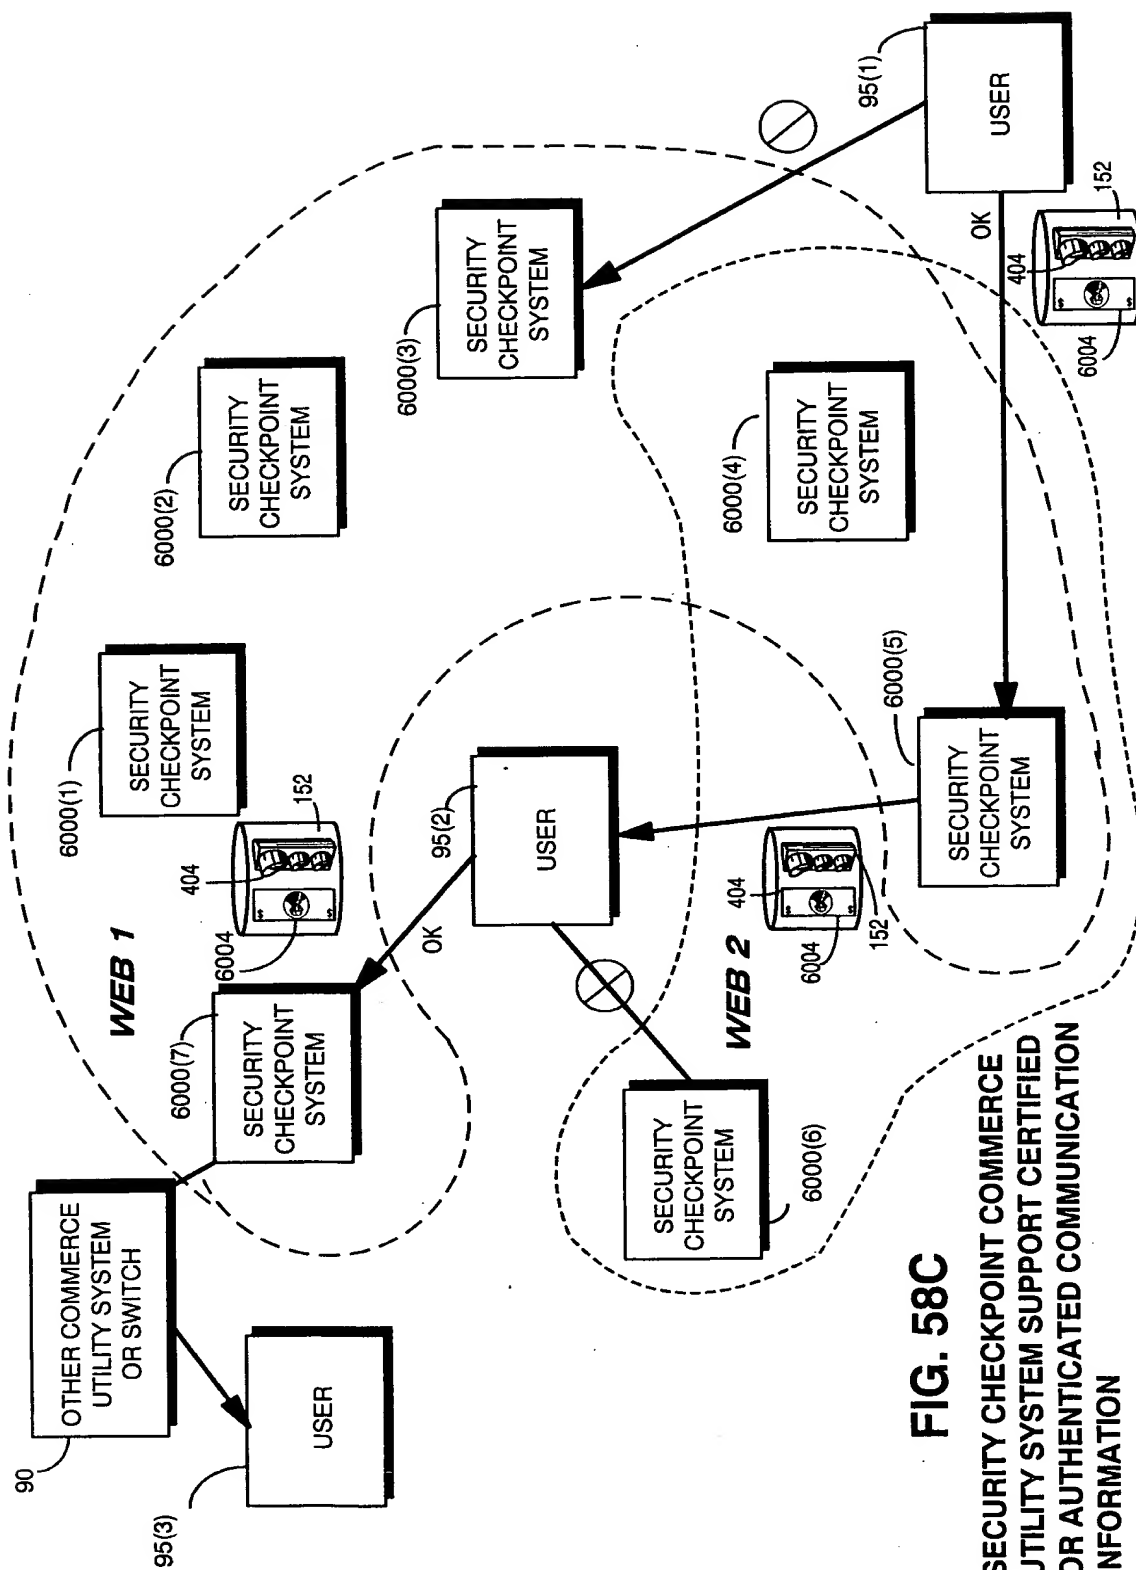 90
OTHER COMMERCE
UTILITY SYSTEM
OR SWITCH
95(3)
USER
WEB 1
6000(7)
SECURITY
CHECKPOINT
SYSTEM
6000(1)
SECURITY
CHECKPOINT
SYSTEM
6004
404
152
6000(2)
SECURITY
CHECKPOINT
SYSTEM
6000(3)
SECURITY
CHECKPOINT
SYSTEM
OK
95(2)
USER
SECURITY
CHECKPOINT
SYSTEM
6000(6)
WEB 2
404
6004
152
6000(4)
SECURITY
CHECKPOINT
SYSTEM
6000(5)
SECURITY
CHECKPOINT
SYSTEM
95(1)
USER
OK
404
152
6004
FIG. 58C
SECURITY CHECKPOINT COMMERCE
UTILITY SYSTEM SUPPORT CERTIFIED
OR AUTHENTICATED COMMUNICATION
NFORMATION